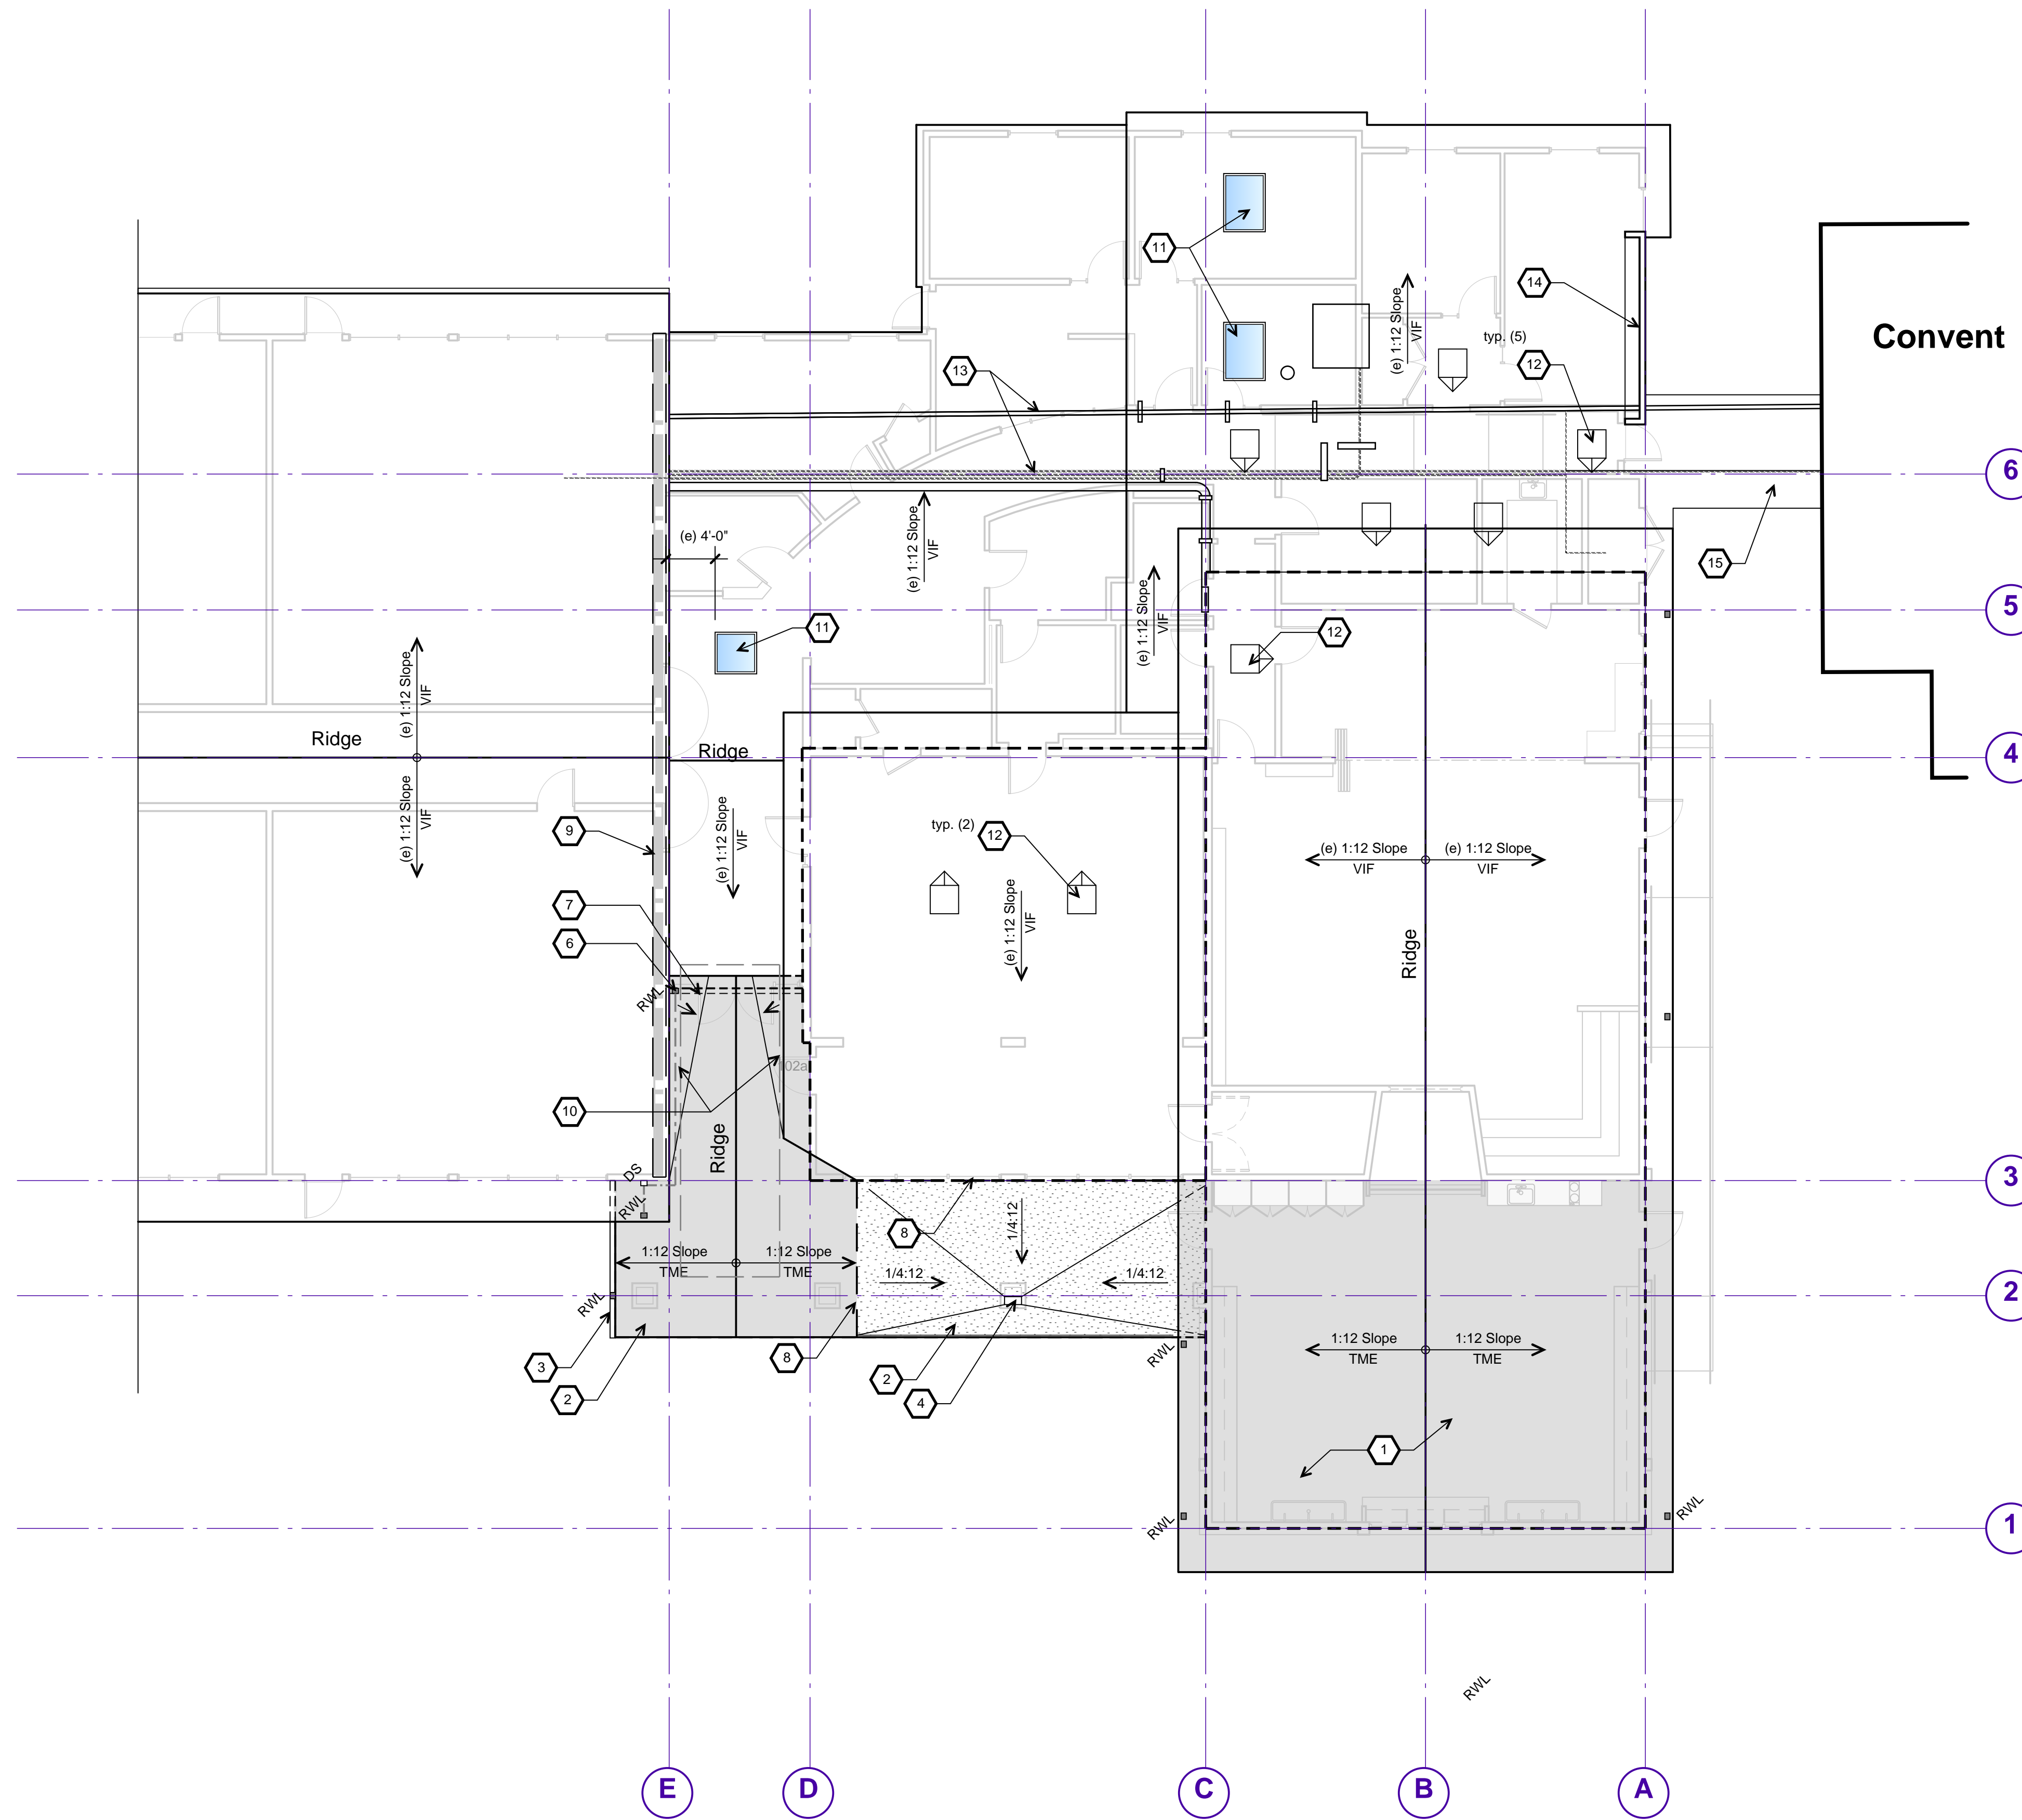 11
14
Convent
(e) 1:12 Slope
VIF
typ. (5)
12
13
6
(e) 4'-0"
(e) 1:12 Slope
VIF
15
(e) 1:12 Slope
VIF
5
11
12
(e) 1:12 Slope
VIF
Ridge
Ridge
4
(e) 1:12 Slope
VIF
(e) 1:12 Slope
VIF
9
typ. (2)
12
(e) 1:12 Slope
VIF
(e) 1:12 Slope
VIF
(e) 1:12 Slope
VIF
7
6
Ridge
RWL
02a
10
Ridge
DS
RWL
3
8
1/4:12
1:12 Slope
TME
1:12 Slope
TME
1/4:12
1/4:12
RWL
2
3
8
2
4
2
RWL
1:12 Slope
TME
1:12 Slope
TME
1
RWL
RWL
1
RWL
E
D
C
B
A